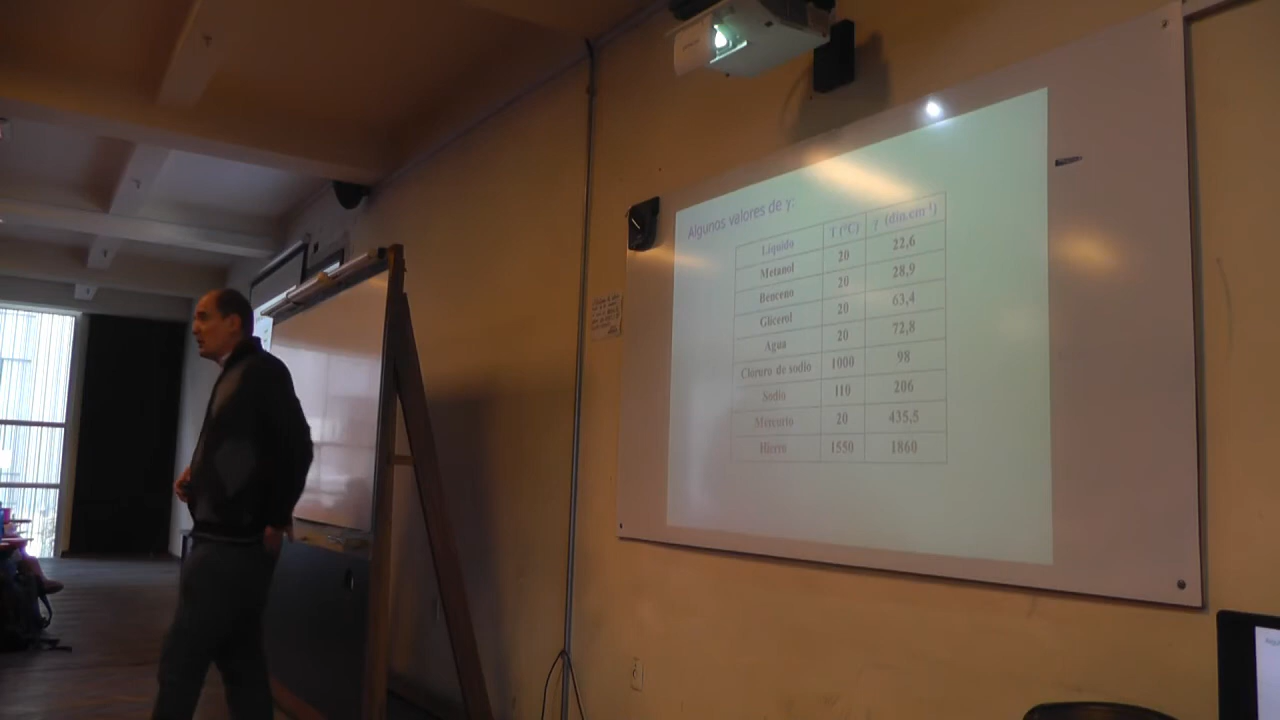 Algunos valores de γ:
Líquido T (°C) γ (din.cm⁻¹)
Metanol 20 22,6
Benceno 20 28,9
Glicerol 20 63,4
Agua 20 72,8
Cloruro de sodio 1000 98
Sodio 110 206
Mercurio 20 435,5
Hierro 1550 1860